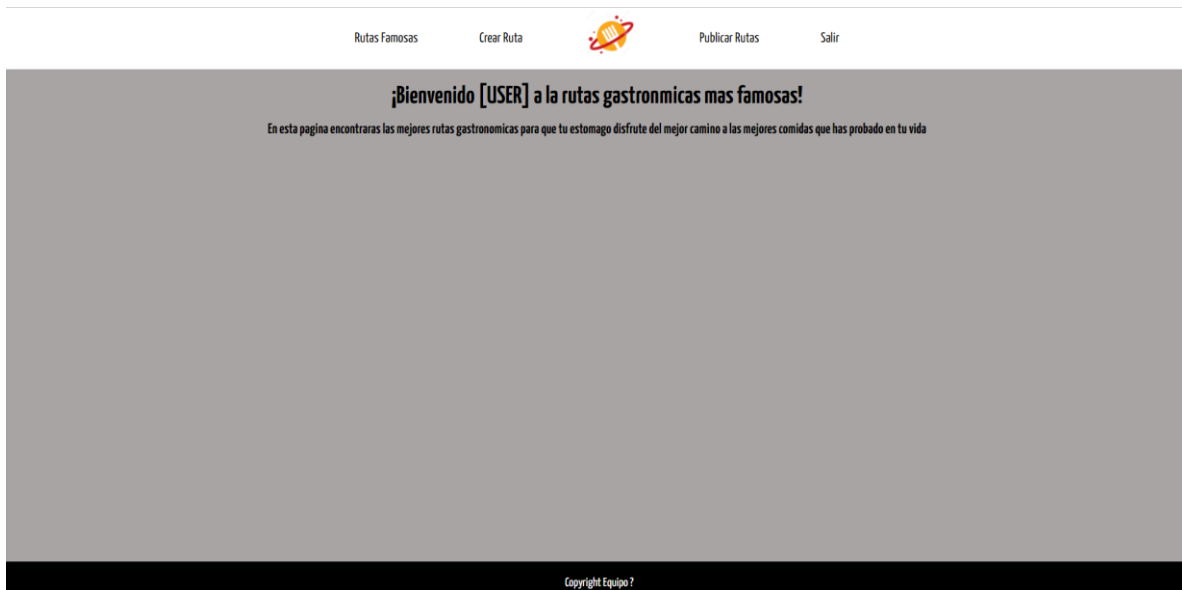 Rutas Famosas Crear Ruta Publicar Rutas Salir
¡Bienvenido [USER] a la rutas gastronmicas mas famosas!
En esta pagina encontraras las mejores rutas gastronomicas para que tu estomago disfrute del mejor camino a las mejores comidas que has probado en tu vida
Copyright Equipo ?